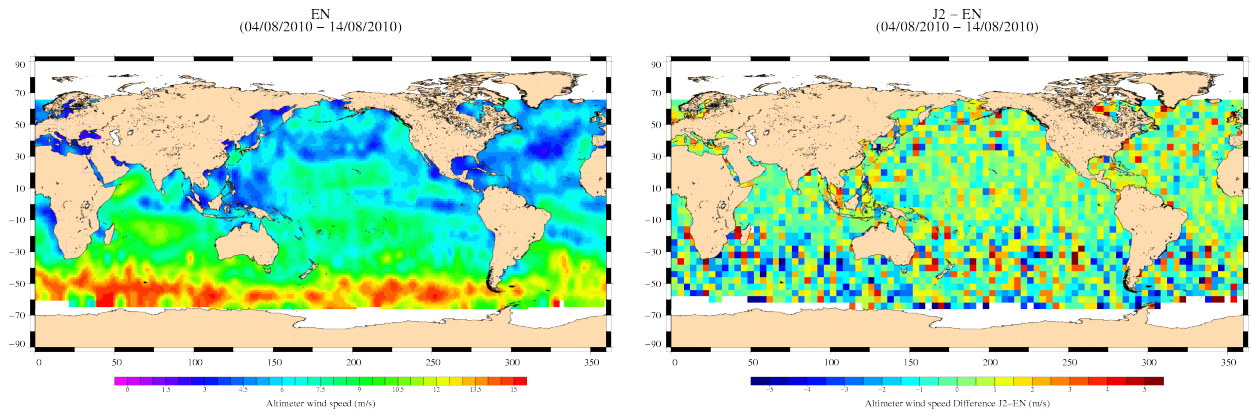 EN
(04/08/2010 − 14/08/2010)
90
70
50
30
10
−10
−30
−50
−70
−90
0 50 100 150 200 250 300 350
0 1.5 3 4.5 6 7.5 9 10.5 12 13.5 15
Altimeter wind speed (m/s)
J2 − EN
(04/08/2010 − 14/08/2010)
90
70
50
30
10
−10
−30
−50
−70
−90
0 50 100 150 200 250 300 350
−5 −4 −3 −2 −1 0 1 2 3 4 5
Altimeter wind speed Difference J2−EN (m/s)